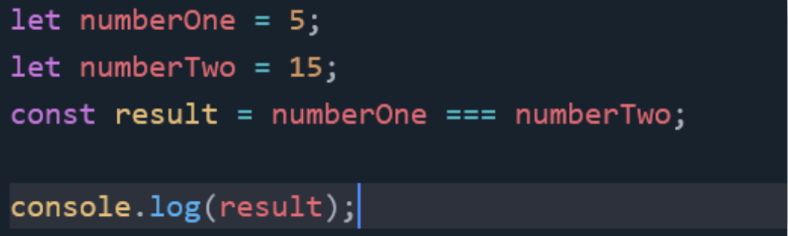 let numberOne = 5;
let numberTwo = 15;
const result = numberOne === numberTwo;
console.log(result);